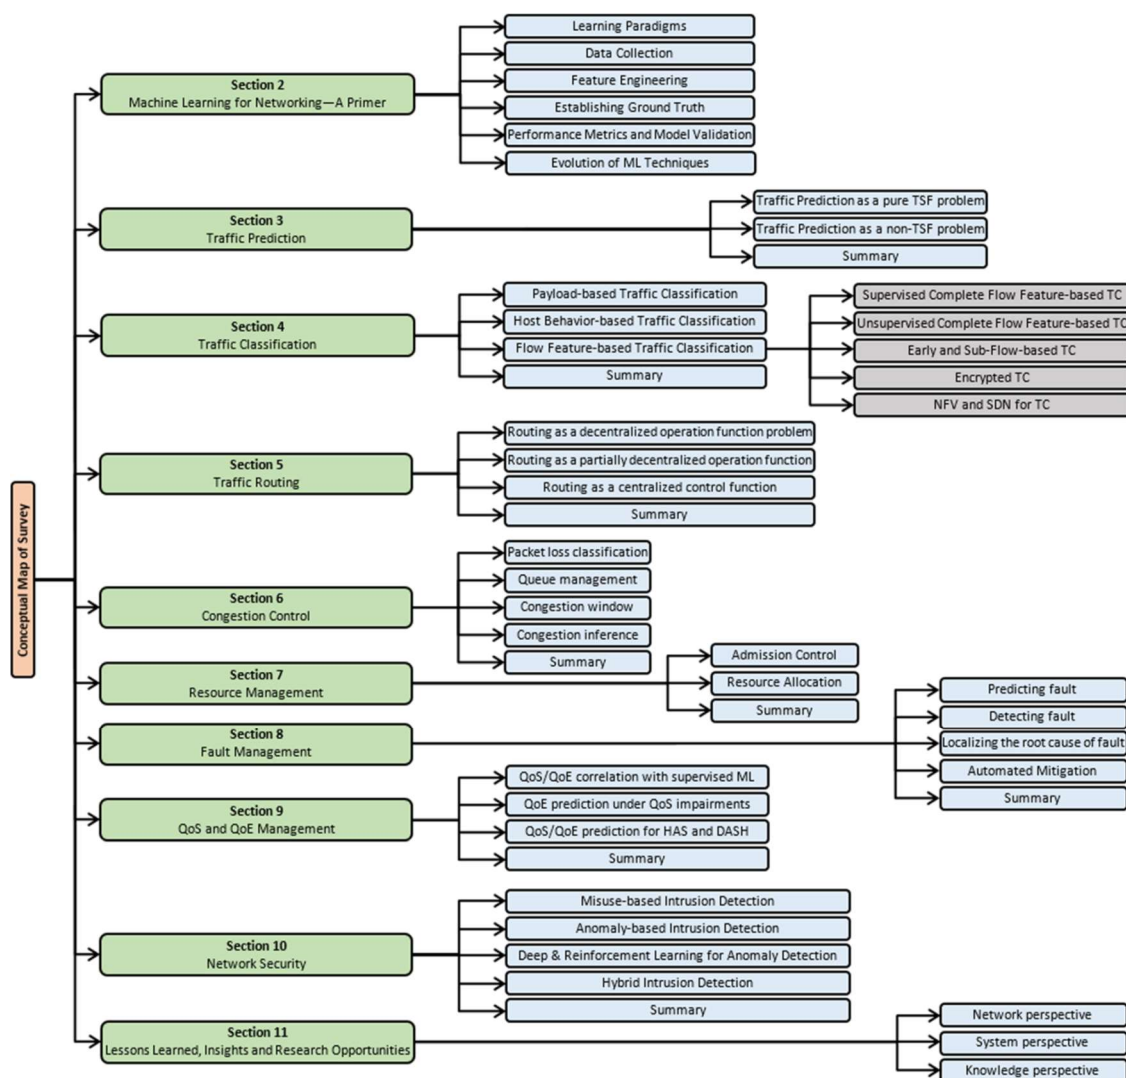 Conceptual Map of Survey
Section 2
Machine Learning for Networking—A Primer
Learning Paradigms
Data Collection
Feature Engineering
Establishing Ground Truth
Performance Metrics and Model Validation
Evolution of ML Techniques
Section 3
Traffic Prediction
Traffic Prediction as a pure TSF problem
Traffic Prediction as a non-TSF problem
Summary
Section 4
Traffic Classification
Payload-based Traffic Classification
Host Behavior-based Traffic Classification
Flow Feature-based Traffic Classification
Summary
Supervised Complete Flow Feature-based TC
Unsupervised Complete Flow Feature-based TC
Early and Sub-Flow-based TC
Encrypted TC
NFV and SDN for TC
Section 5
Traffic Routing
Routing as a decentralized operation function problem
Routing as a partially decentralized operation function
Routing as a centralized control function
Summary
Section 6
Congestion Control
Packet loss classification
Queue management
Congestion window
Congestion inference
Summary
Section 7
Resource Management
Admission Control
Resource Allocation
Summary
Section 8
Fault Management
Predicting fault
Detecting fault
Localizing the root cause of fault
Automated Mitigation
Summary
Section 9
QoS and QoE Management
QoS/QoE correlation with supervised ML
QoE prediction under QoS impairments
QoS/QoE prediction for HAS and DASH
Summary
Section 10
Network Security
Misuse-based Intrusion Detection
Anomaly-based Intrusion Detection
Deep & Reinforcement Learning for Anomaly Detection
Hybrid Intrusion Detection
Summary
Section 11
Lessons Learned, Insights and Research Opportunities
Network perspective
System perspective
Knowledge perspective